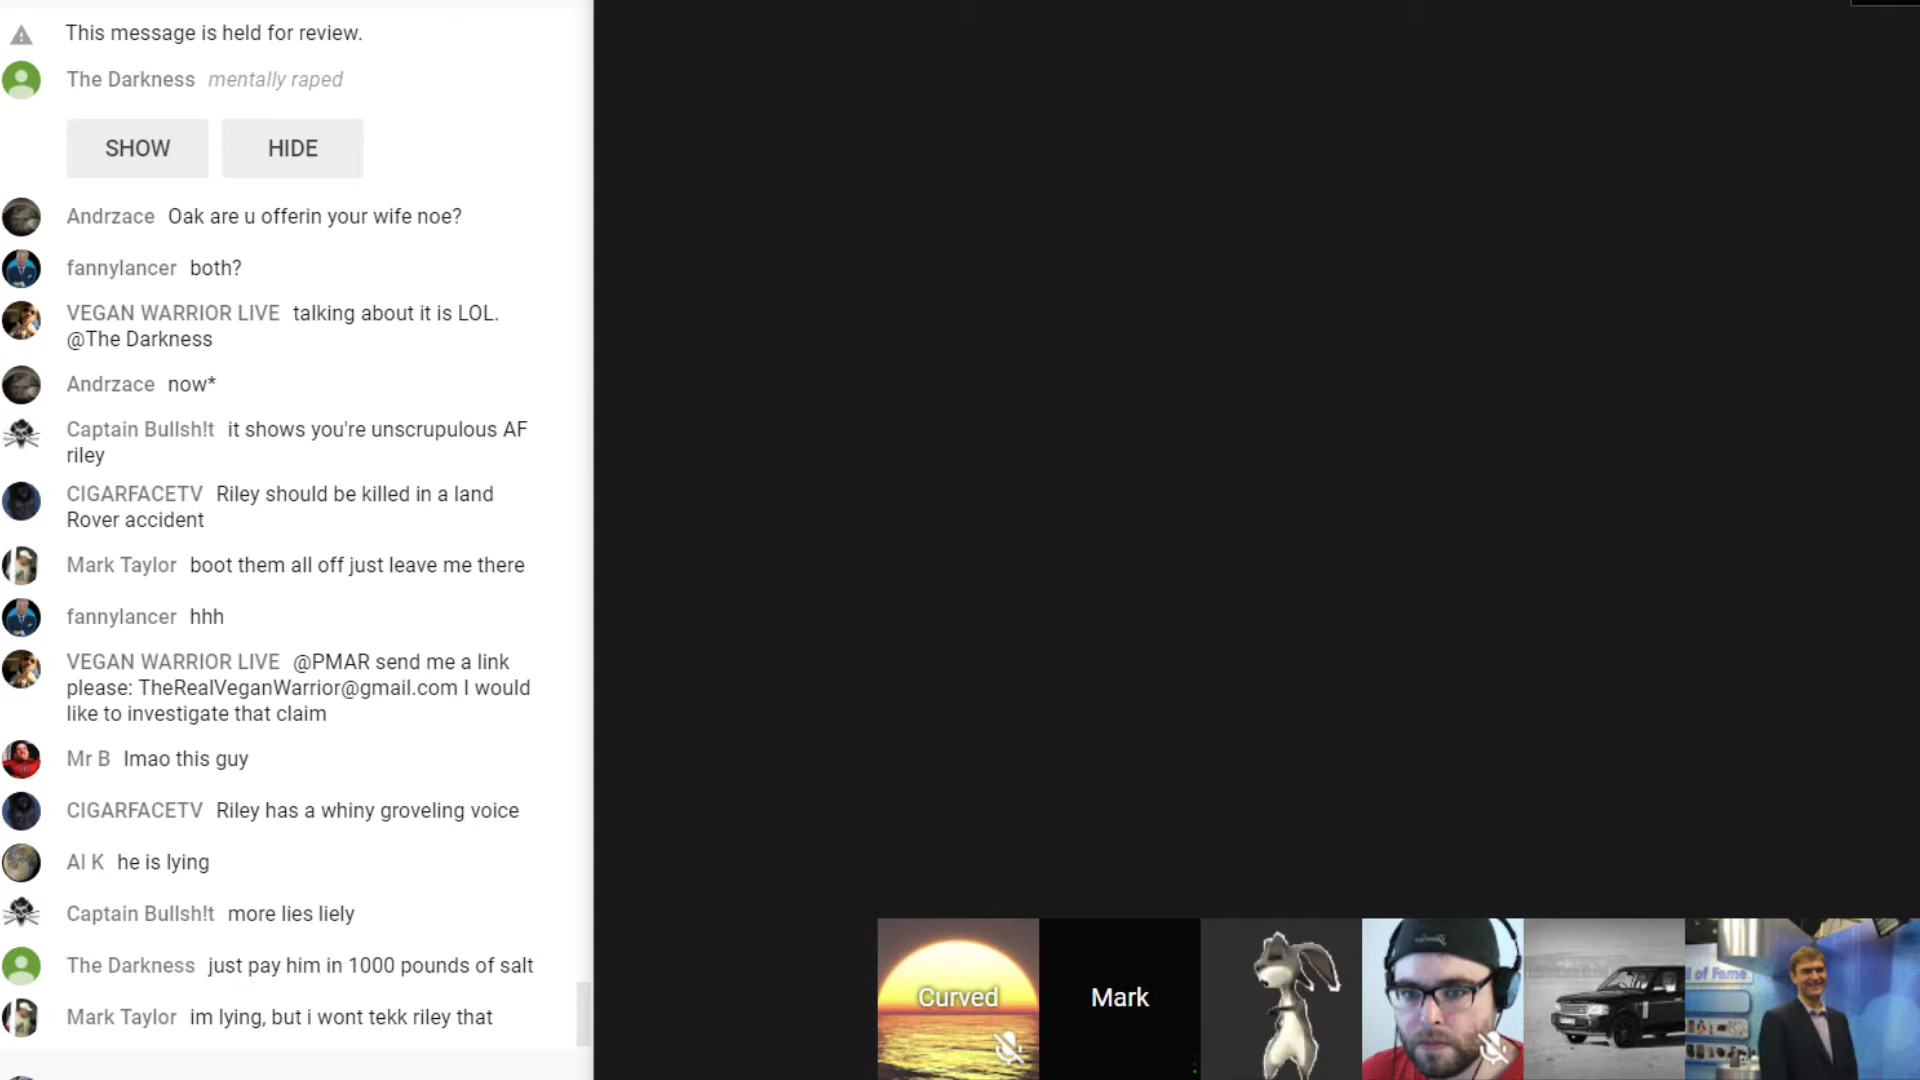 This message is held for review.
The Darkness mentally raped
SHOW HIDE
Andrzace Oak are u offerin your wife noe?
fannylancer both?
VEGAN WARRIOR LIVE talking about it is LOL.
@The Darkness
Andrzace now*
Captain Bullsh!t it shows you're unscrupulous AF
riley
CIGARFACETV Riley should be killed in a land
Rover accident
Mark Taylor boot them all off just leave me there
fannylancer hhh
VEGAN WARRIOR LIVE @PMAR send me a link
please: TheRealVeganWarrior@gmail.com I would
like to investigate that claim
Mr B lmao this guy
CIGARFACETV Riley has a whiny groveling voice
Al K he is lying
Captain Bullsh!t more lies liely
The Darkness just pay him in 1000 pounds of salt
Mark Taylor im lying, but i wont tekk riley that
Curved
Mark
of Fame